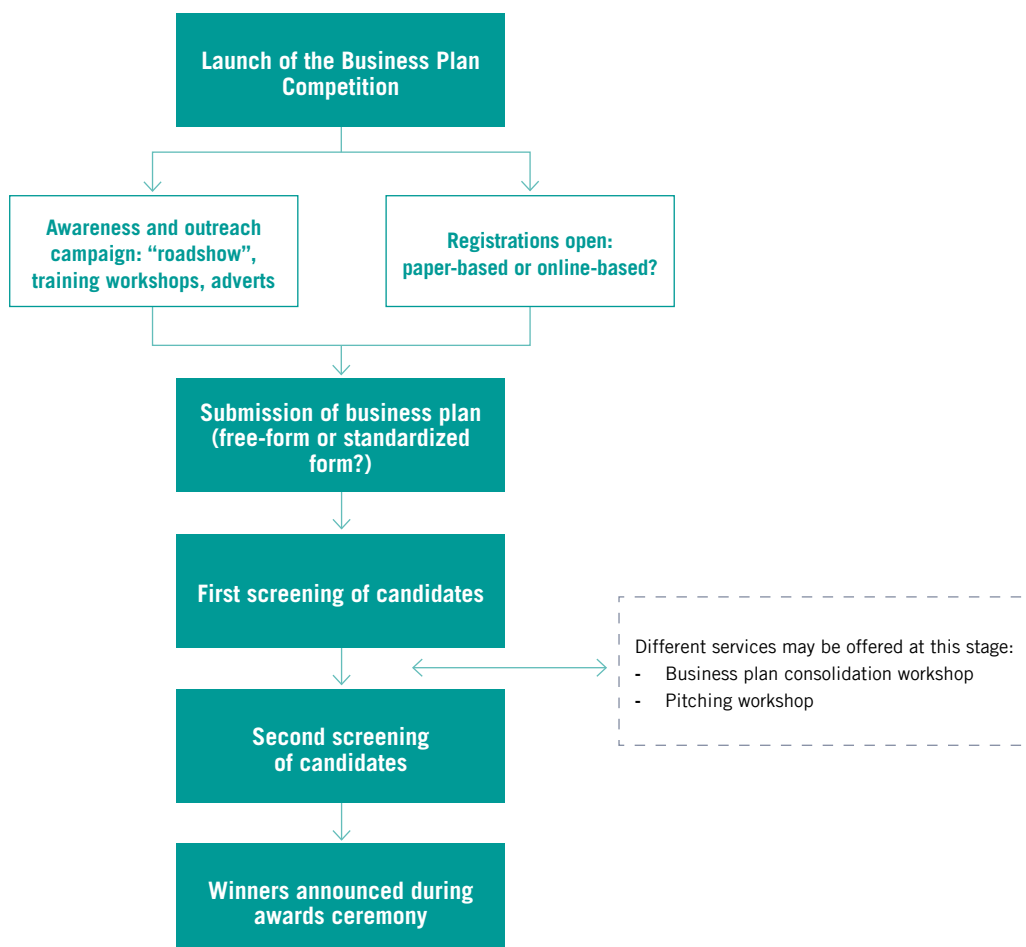 Launch of the Business Plan
Competition
Awareness and outreach
campaign: “roadshow”,
training workshops, adverts
Registrations open:
paper-based or online-based?
Submission of business plan
(free-form or standardized
form?)
First screening of candidates
Different services may be offered at this stage:
- Business plan consolidation workshop
- Pitching workshop
Second screening
of candidates
Winners announced during
awards ceremony